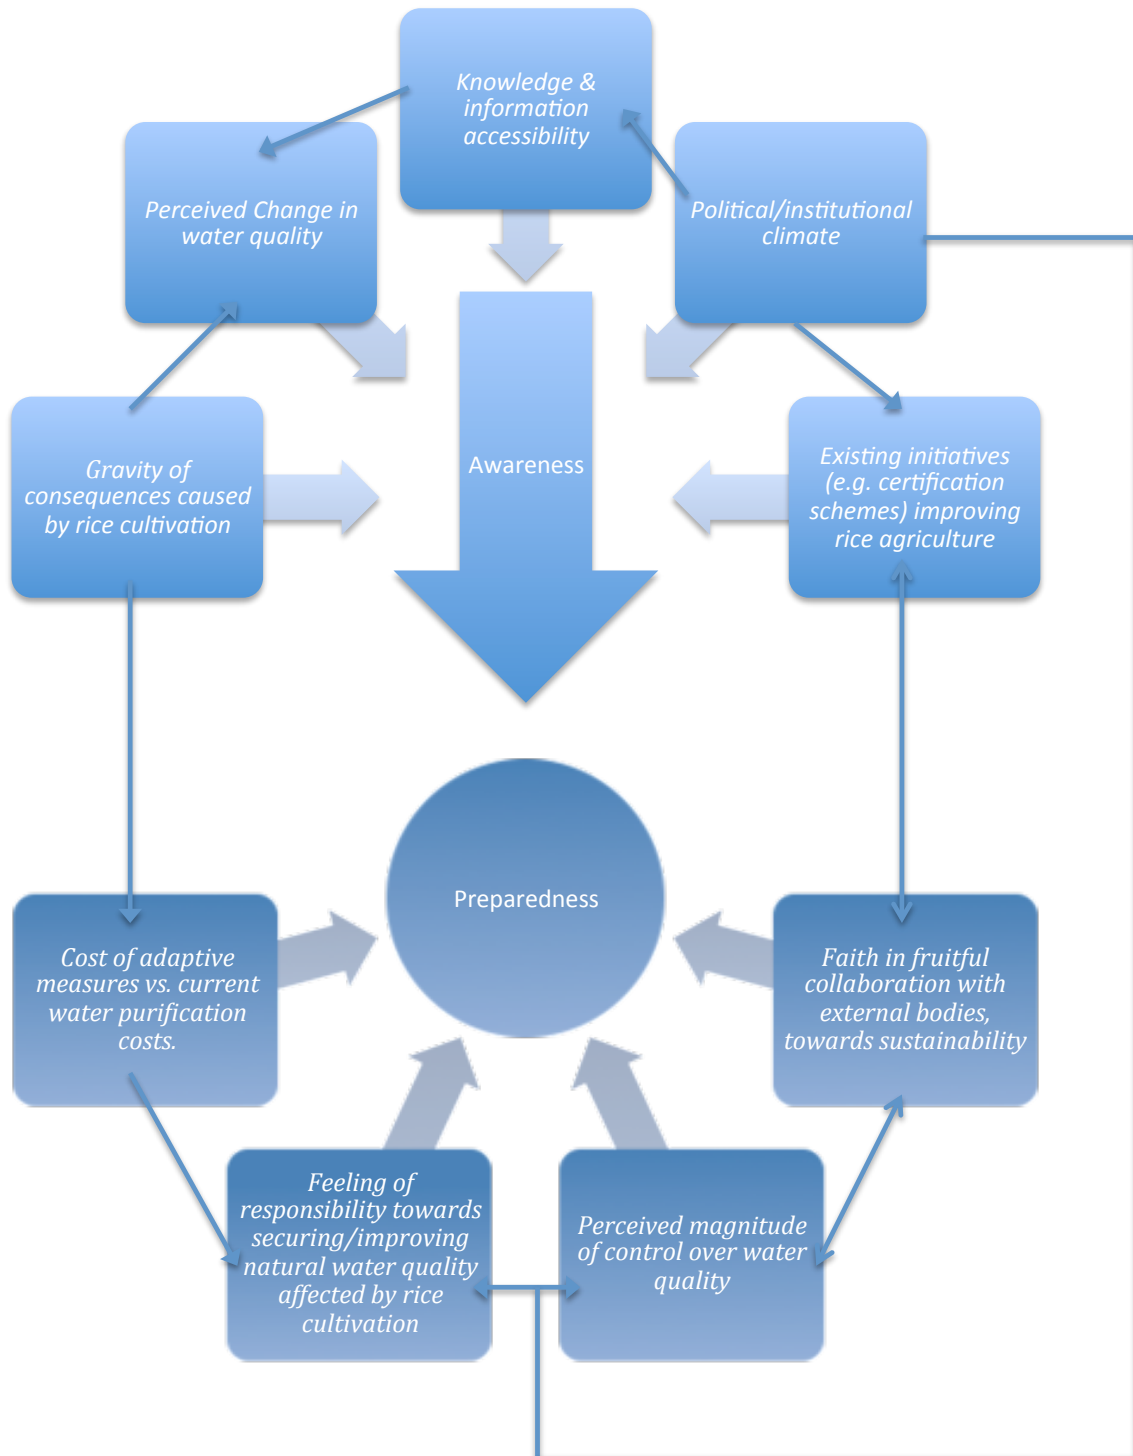 Knowledge &
information
accessibility
Perceived Change in
water quality
Political/institutional
climate
Gravity of
consequences caused
by rice cultivation
Awareness
Existing initiatives
(e.g. certification
schemes) improving
rice agriculture
Preparedness
Cost of adaptive
measures vs. current
water purification
costs.
Faith in fruitful
collaboration with
external bodies,
towards sustainability
Feeling of
responsibility towards
securing/improving
natural water quality
affected by rice
cultivation
Perceived magnitude
of control over water
quality